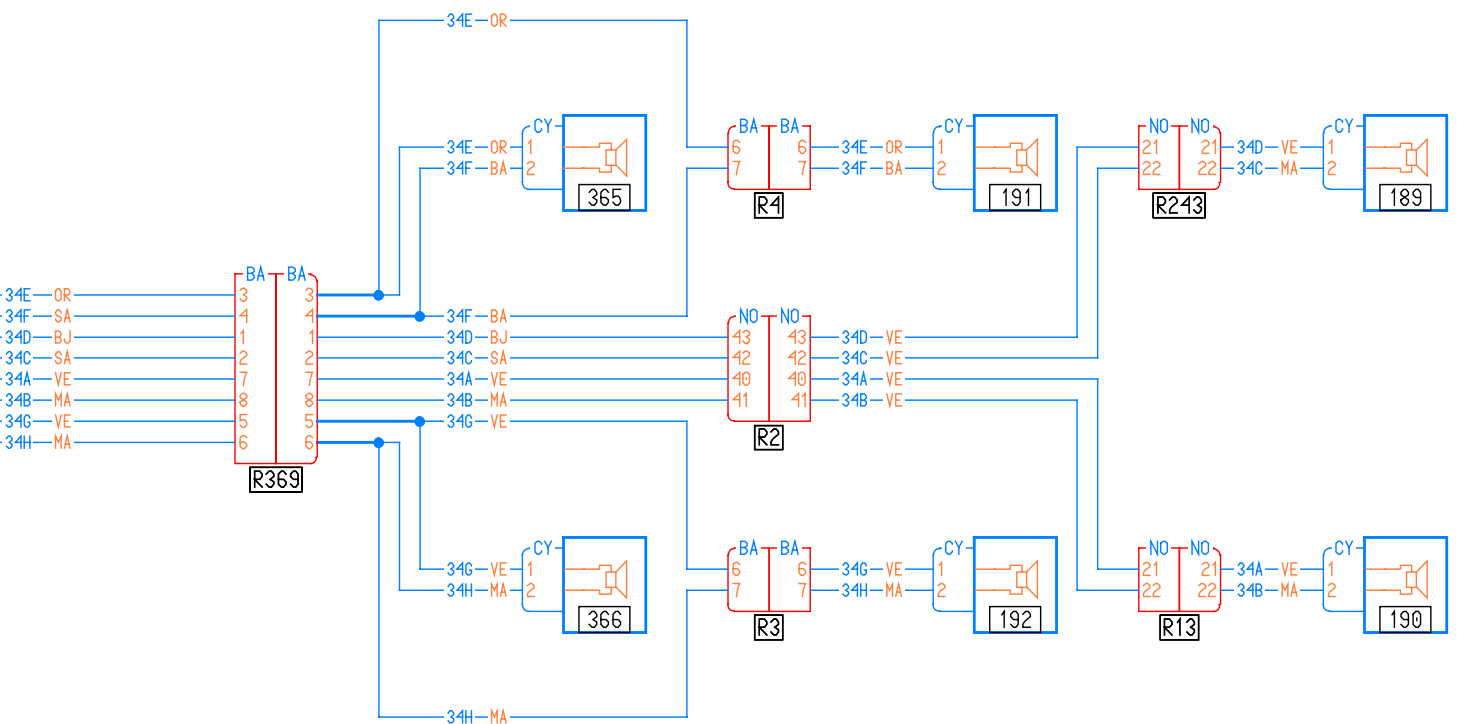 34E OR
CY CY NO NO CY
BA BA
34E OR 1 6 6 34E OR 1 21 21 34D VE 1
34F BA 2 7 7 34F BA 2 22 22 34C MA 2
365 R4 191 R243 189
BA BA
34E OR 3 3
34F SA 4 4 34F BA NO NO
34D BJ 1 1 34D BJ 43 43 34D VE
34C SA 2 2 34C SA 42 42 34C VE
34A VE 7 7 34A VE 40 40 34A VE
34B MA 8 8 34B MA 41 41 34B VE
34G VE 5 5 34G VE
34H MA 6 6 R2
R369
CY BA BA CY NO NO CY
34G VE 1 6 6 34G VE 1 21 21 34A VE 1
34H MA 2 7 7 34H MA 2 22 22 34B MA 2
366 R3 192 R13 190
34H MA